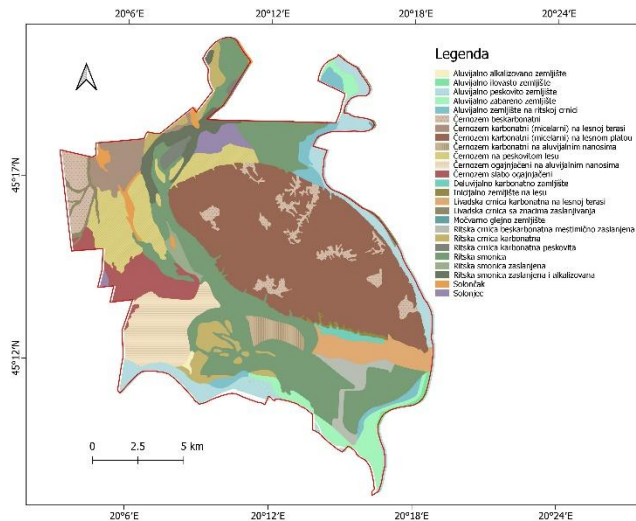 20°6'E 20°12'E 20°18'E 20°24'E
Legenda
Aluvijalno alkalizovano zemljište
Aluvijalno ilovasto zemljište
Aluvijalno peskovito zemljište
Aluvijalno zabareno zemljište
Aluvijalno zemljište na ritskoj crnici
Černozem beskarbonatni
Černozem karbonatni (micelarni) na lesnoj terasi
Černozem karbonatni (micelarni) na lesnom platou
Černozem karbonatni na aluvijalnim nanosima
Černozem na peskovitom lesu
Černozem ogajnjačeni na aluvijalnim nanosima
Černozem slabo ogajnjačeni
Deluvijalno karbonatno zemljište
Inicijalno zemljište na lesu
Livadska crnica karbonatna na lesnoj terasi
Livadska crnica sa znacima zaslanjivanja
Močvarno glejno zemljište
Ritska crnica beskarbonatna mestimično zaslanjena
Ritska crnica karbonatna
Ritska crnica karbonatna peskovita
Ritska smonica
Ritska smonica zaslanjena
Ritska smonica zaslanjena i alkalizovana
Solončak
Solonjec
45°17'N
45°12'N
0 2.5 5 km
20°6'E 20°12'E 20°18'E 20°24'E